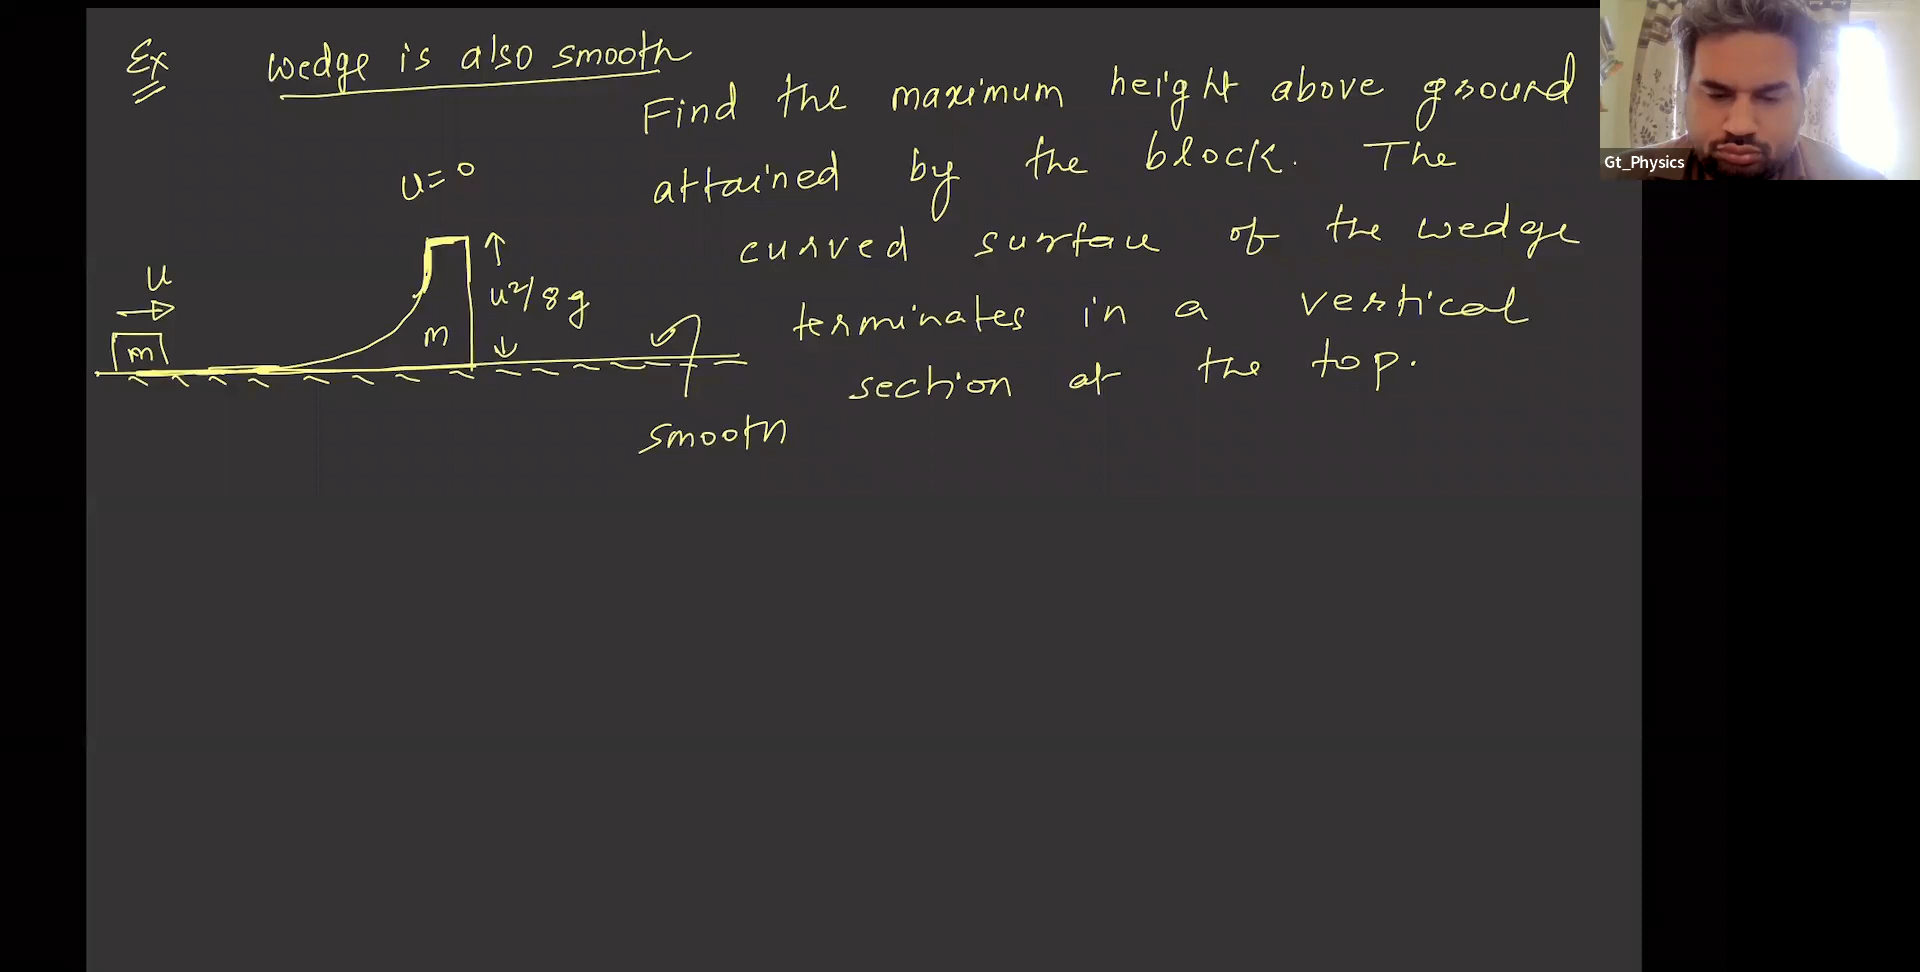 Ex wedge is also smooth
Find the maximum height above ground
attained by the block. The
curved surface of the wedge
terminates in a vertical
section at the top.
u=0
u
m
m
u²/8g
smooth
Gt_Physics